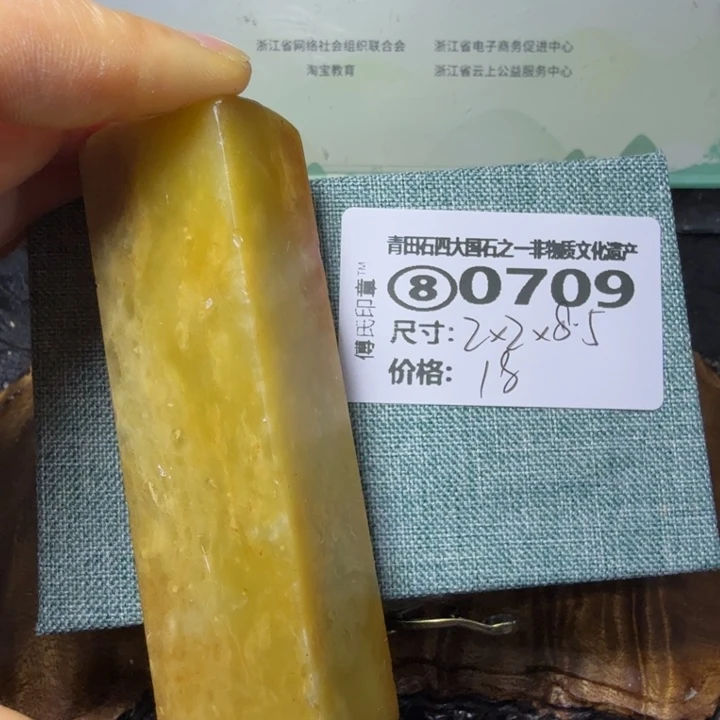 浙江省网络社会组织联合会 浙江省电子商务促进中心
淘宝教育 浙江省云上公益服务中心
青田石四大国石之一非物质文化遗产
⑧0709
傅氏印章™
尺寸: 2×2×8.5
价格: 18